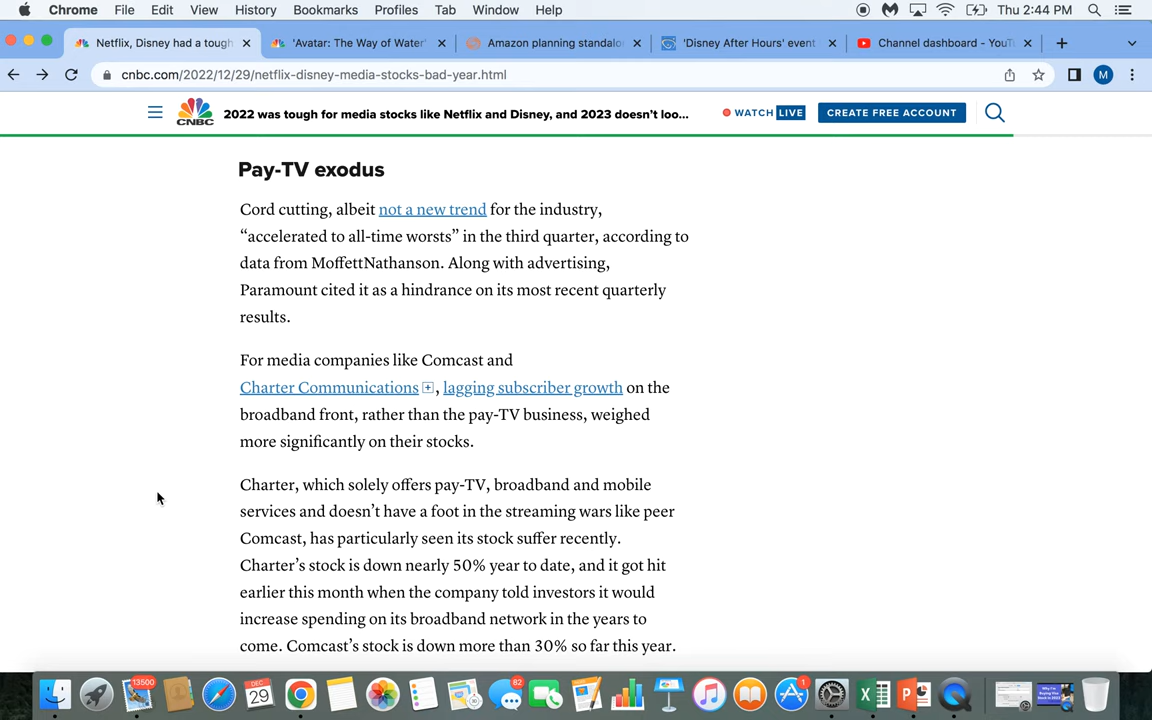 Chrome File Edit View History Bookmarks Profiles Tab Window Help Thu 2:44 PM
Netflix, Disney had a tough 'Avatar: The Way of Water' Amazon planning standalo 'Disney After Hours' event Channel dashboard - YouTu
cnbc.com/2022/12/29/netflix-disney-media-stocks-bad-year.html M
CNBC 2022 was tough for media stocks like Netflix and Disney, and 2023 doesn't loo... WATCH LIVE CREATE FREE ACCOUNT
Pay-TV exodus
Cord cutting, albeit not a new trend for the industry,
“accelerated to all-time worsts” in the third quarter, according to
data from MoffettNathanson. Along with advertising,
Paramount cited it as a hindrance on its most recent quarterly
results.
For media companies like Comcast and
Charter Communications, lagging subscriber growth on the
broadband front, rather than the pay-TV business, weighed
more significantly on their stocks.
Charter, which solely offers pay-TV, broadband and mobile
services and doesn’t have a foot in the streaming wars like peer
Comcast, has particularly seen its stock suffer recently.
Charter’s stock is down nearly 50% year to date, and it got hit
earlier this month when the company told investors it would
increase spending on its broadband network in the years to
come. Comcast’s stock is down more than 30% so far this year.
13500 DEC 29 82 1